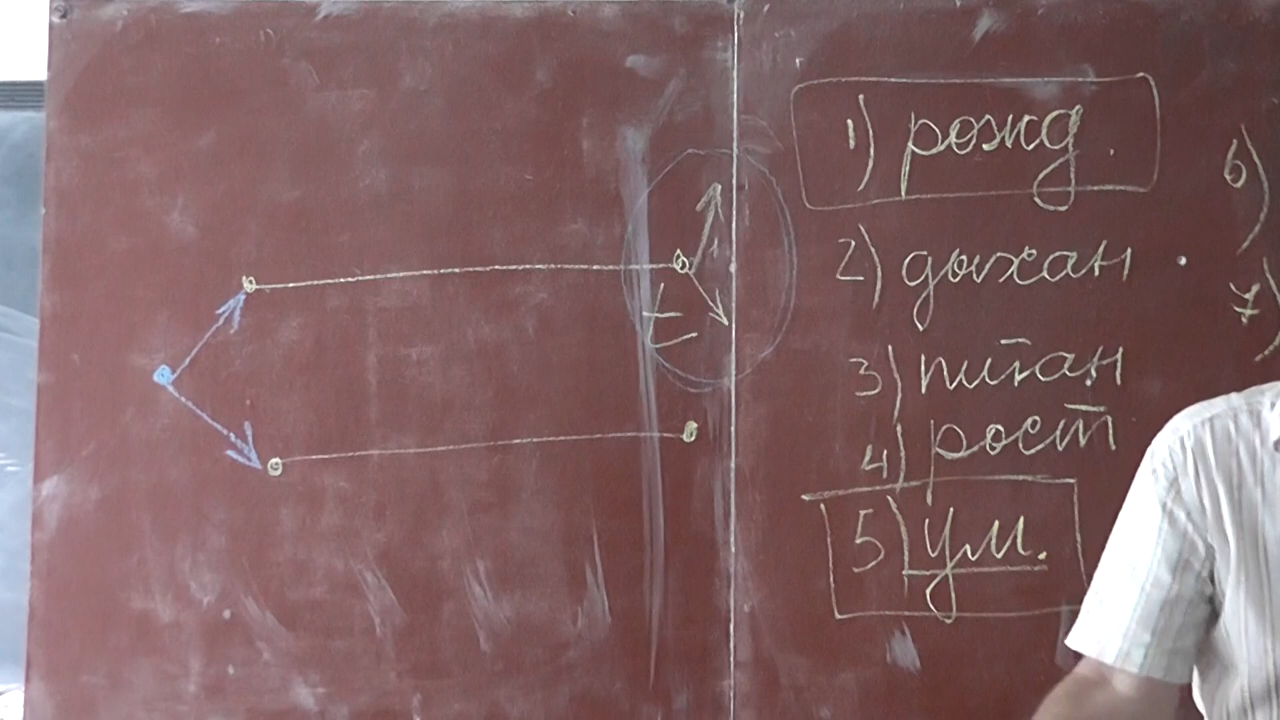 t
1) рожд.
2) дыхан
3) питан
4) рост
5) ум.
6)
7)